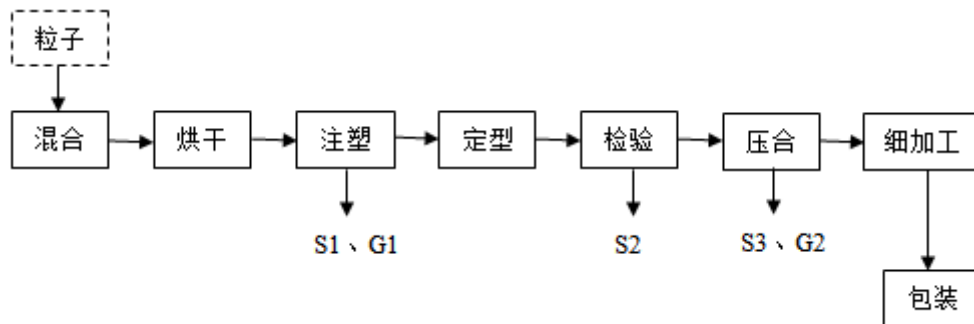 粒子
混合
烘干
注塑
定型
检验
压合
细加工
S1、G1
S2
S3、G2
包装